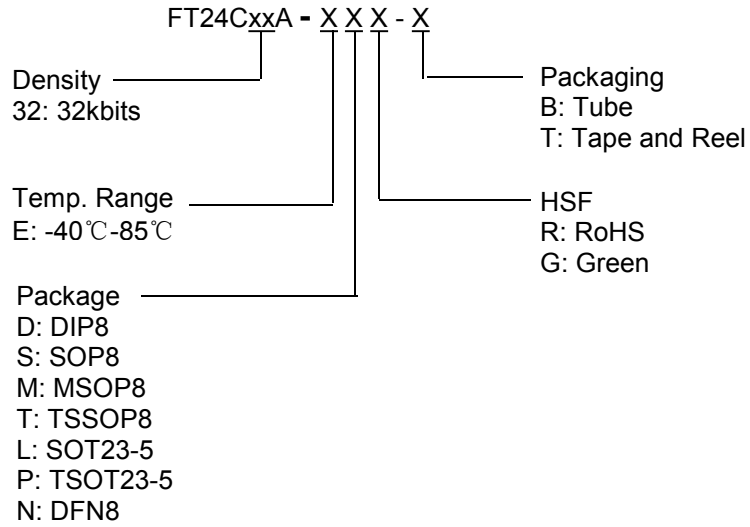 FT24CxxA - X X X - X
Density
32: 32kbits
Packaging
B: Tube
T: Tape and Reel
Temp. Range
E: -40℃-85℃
HSF
R: RoHS
G: Green
Package
D: DIP8
S: SOP8
M: MSOP8
T: TSSOP8
L: SOT23-5
P: TSOT23-5
N: DFN8